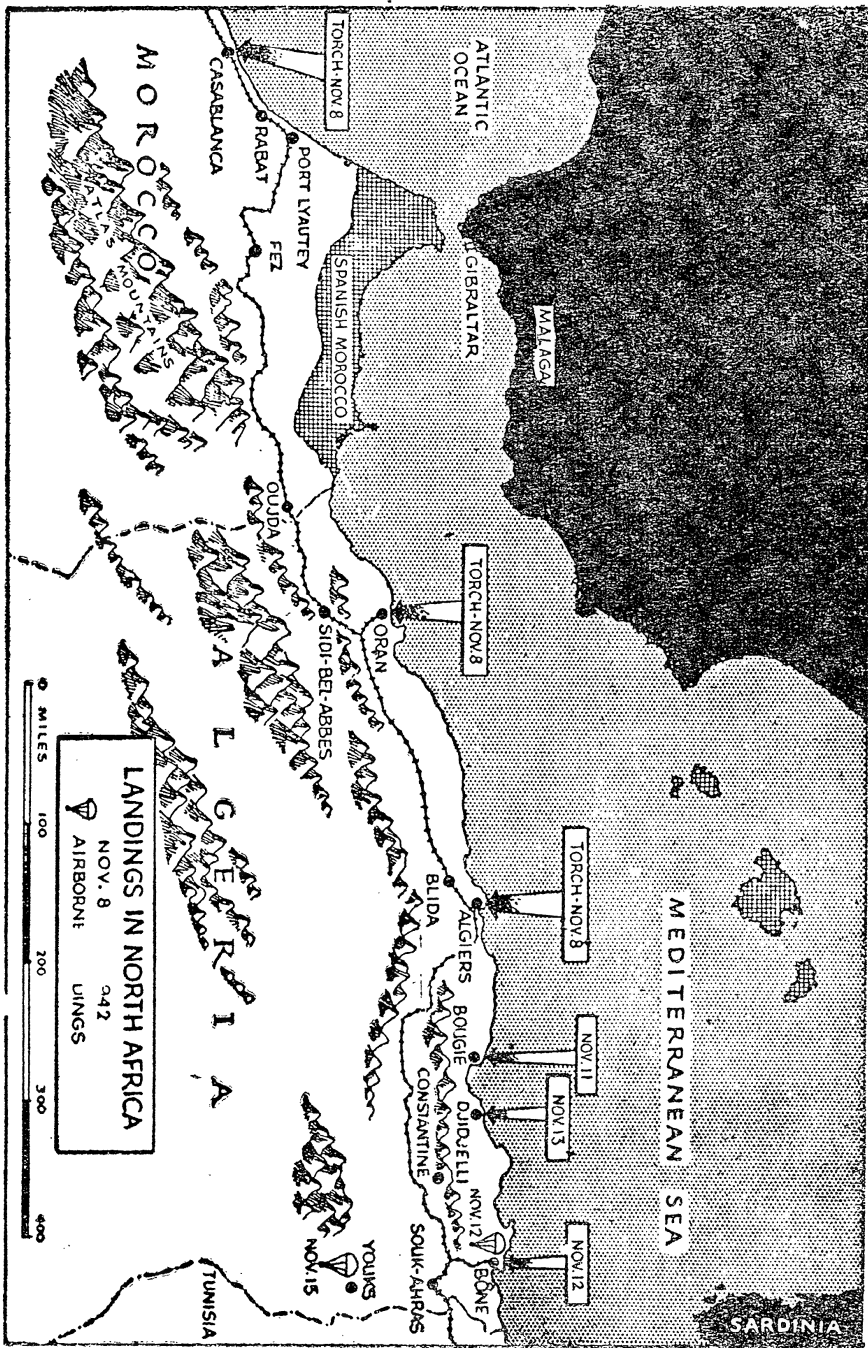 ATLANTIC
OCEAN
MEDITERRANEAN SEA
SARDINIA
MALAGA
GIBRALTAR
SPANISH MOROCCO
TORCH-NOV.8
TORCH-NOV.8
TORCH-NOV.8
NOV.11
NOV.13
NOV.12
NOV.12
CASABLANCA
RABAT
PORT LYAUTEY
FEZ
OUJDA
ORAN
SIDI-BEL-ABBES
BLIDA
ALGIERS
BOUGIE
DJIDJELLI
CONSTANTINE
BONE
SOUK-AHRAS
YOUKS
NOV.15
MOROCCO
ATLAS
MOUNTAINS
ALGERIA
TUNISIA
0 MILES 100 200 300 400
LANDINGS IN NORTH AFRICA
NOV. 8 942
AIRBORNE DINGS